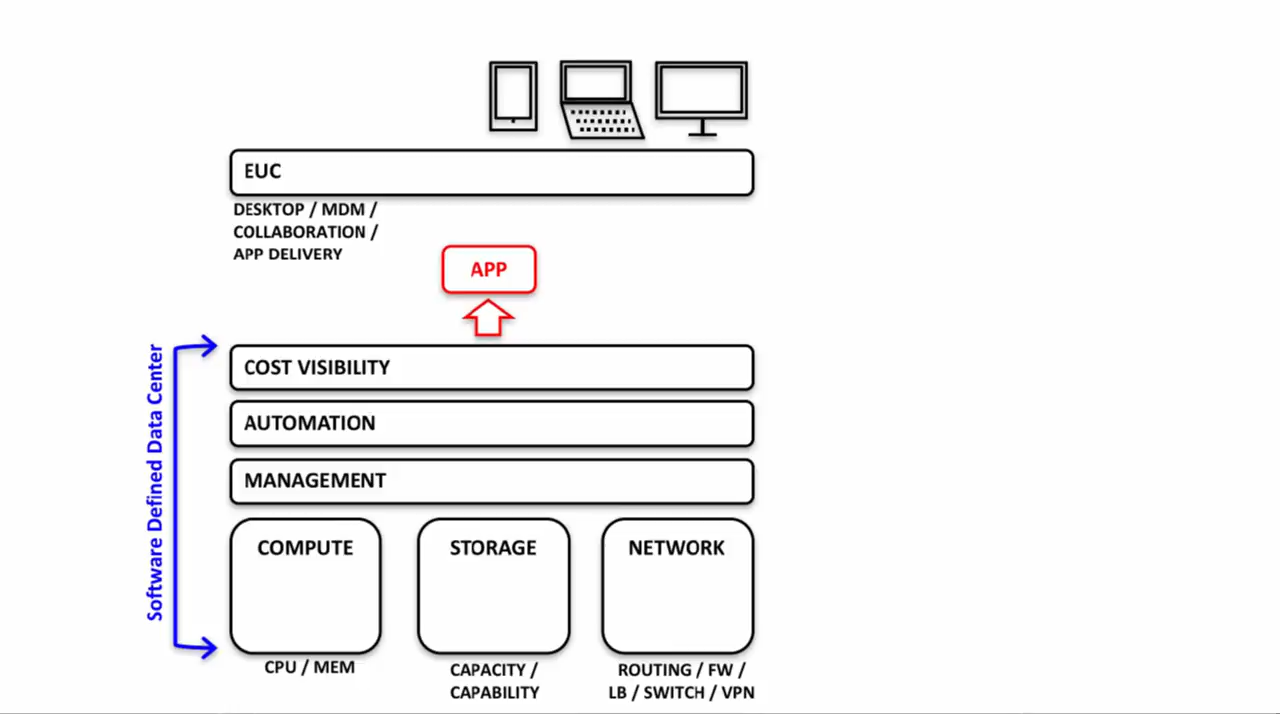 EUC
DESKTOP / MDM /
COLLABORATION /
APP DELIVERY
APP
Software Defined Data Center
COST VISIBILITY
AUTOMATION
MANAGEMENT
COMPUTE
CPU / MEM
STORAGE
CAPACITY /
CAPABILITY
NETWORK
ROUTING / FW /
LB / SWITCH / VPN